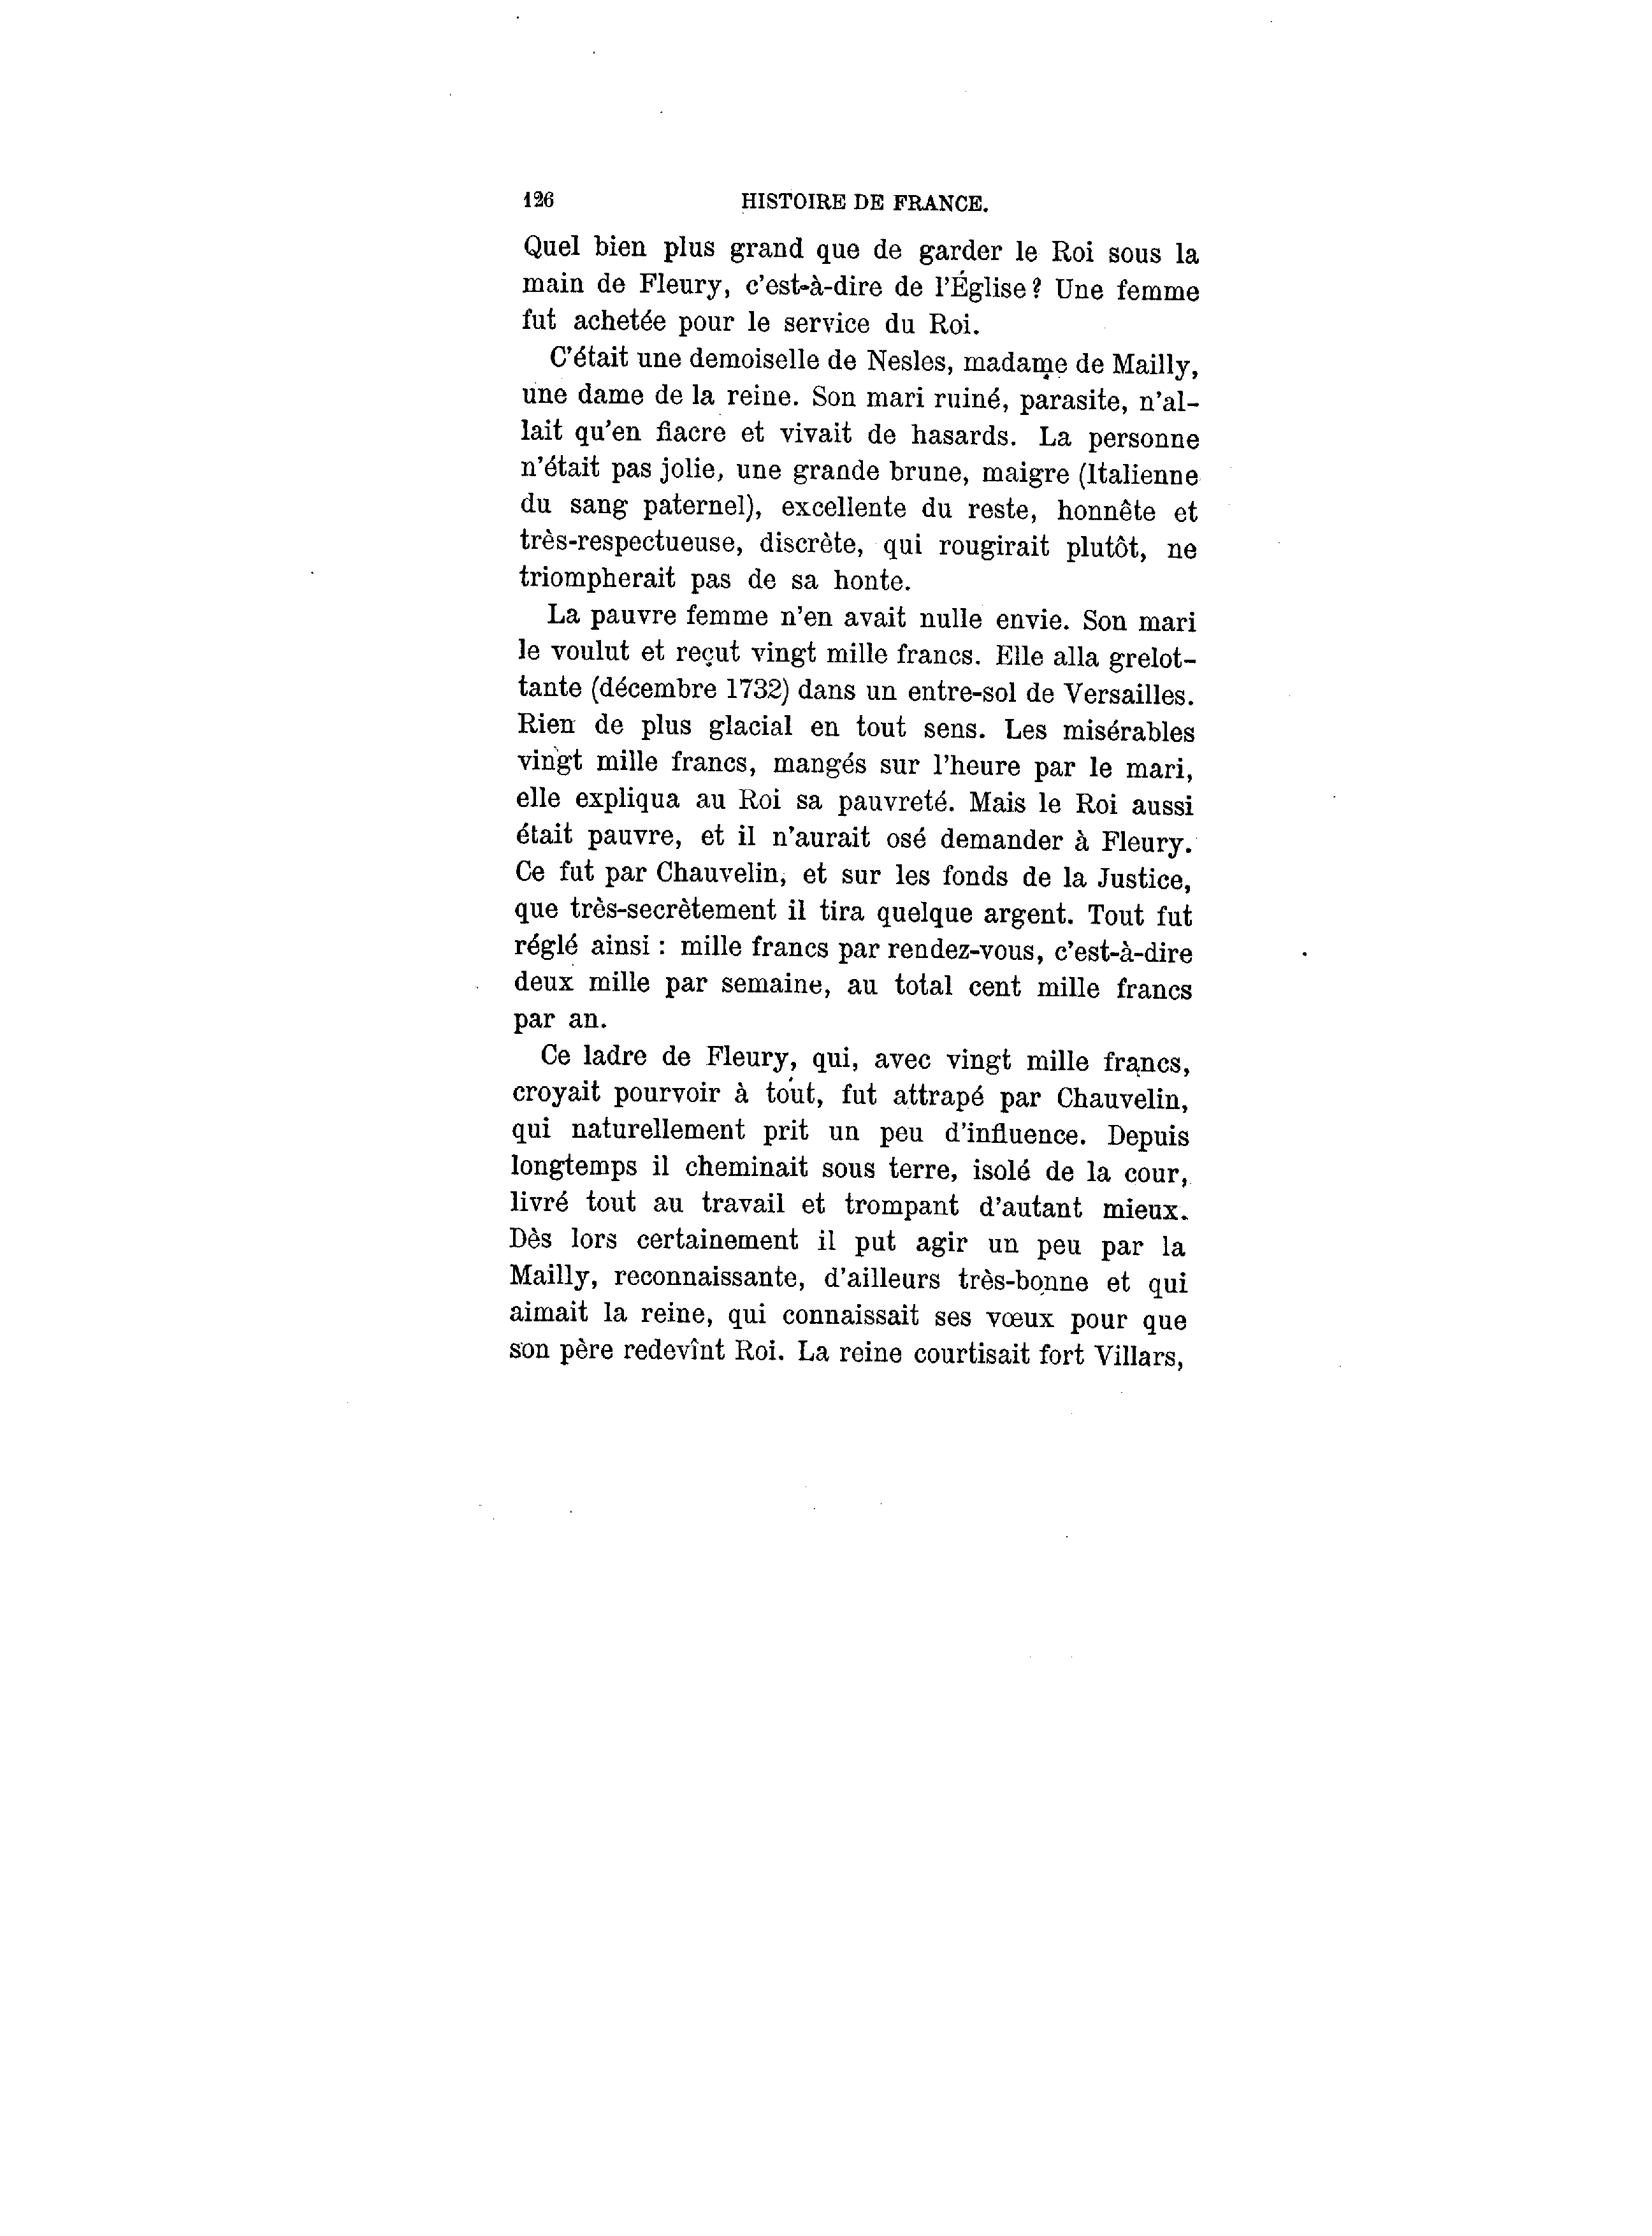 126 HISTOIRE DE FRANCE.
Quel bien plus grand que de garder le Roi sous la
main de Fleury, c'est-à-dire de l'Église? Une femme
fut achetée pour le service du Roi.
C'était une demoiselle de Nesles, madame de Mailly,
une dame de la reine. Son mari ruiné, parasite, n'al-
lait qu'en fiacre et vivait de hasards. La personne
n'était pas jolie, une grande brune, maigre (Italienne
du sang paternel), excellente du reste, honnête et
très-respectueuse, discrète, qui rougirait plutôt, ne
triompherait pas de sa honte.
La pauvre femme n'en avait nulle envie. Son mari
le voulut et reçut vingt mille francs. Elle alla grelot-
tante (décembre 1732) dans un entre-sol de Versailles.
Rien de plus glacial en tout sens. Les misérables
vingt mille francs, mangés sur l'heure par le mari,
elle expliqua au Roi sa pauvreté. Mais le Roi aussi
était pauvre, et il n'aurait osé demander à Fleury.
Ce fut par Chauvelin, et sur les fonds de la Justice,
que très-secrètement il tira quelque argent. Tout fut
réglé ainsi : mille francs par rendez-vous, c'est-à-dire
deux mille par semaine, au total cent mille francs
par an.
Ce ladre de Fleury, qui, avec vingt mille francs,
croyait pourvoir à tout, fut attrapé par Chauvelin,
qui naturellement prit un peu d'influence. Depuis
longtemps il cheminait sous terre, isolé de la cour,
livré tout au travail et trompant d'autant mieux.
Dès lors certainement il put agir un peu par la
Mailly, reconnaissante, d'ailleurs très-bonne et qui
aimait la reine, qui connaissait ses vœux pour que
son père redevînt Roi. La reine courtisait fort Villars,